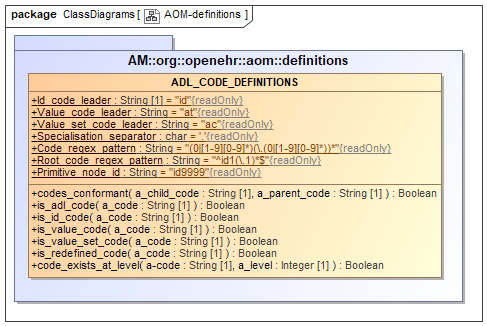 package ClassDiagrams [ AOM-definitions ]
AM::org::openehr::aom::definitions
ADL_CODE_DEFINITIONS
+Id_code_leader : String [1] = "id"{readOnly}
+Value_code_leader : String = "at"{readOnly}
+Value_set_code_leader : String = "ac"{readOnly}
+Specialisation_separator : char = '.'{readOnly}
+Code_regex_pattern : String = "(0|[1-9][0-9]*)(\.(0|[1-9][0-9]*))*"{readOnly}
+Root_code_regex_pattern : String = "^id1(\.1)*$"{readOnly}
+Primitive_node_id : String = "id9999"{readOnly}
+codes_conformant( a_child_code : String [1], a_parent_code : String [1] ) : Boolean
+is_adl_code( a_code : String [1] ) : Boolean
+is_id_code( a_code : String [1] ) : Boolean
+is_value_code( a_code : String [1] ) : Boolean
+is_value_set_code( a_code : String [1] ) : Boolean
+is_redefined_code( a_code : String [1] ) : Boolean
+code_exists_at_level( a-code : String [1], a_level : Integer [1] ) : Boolean